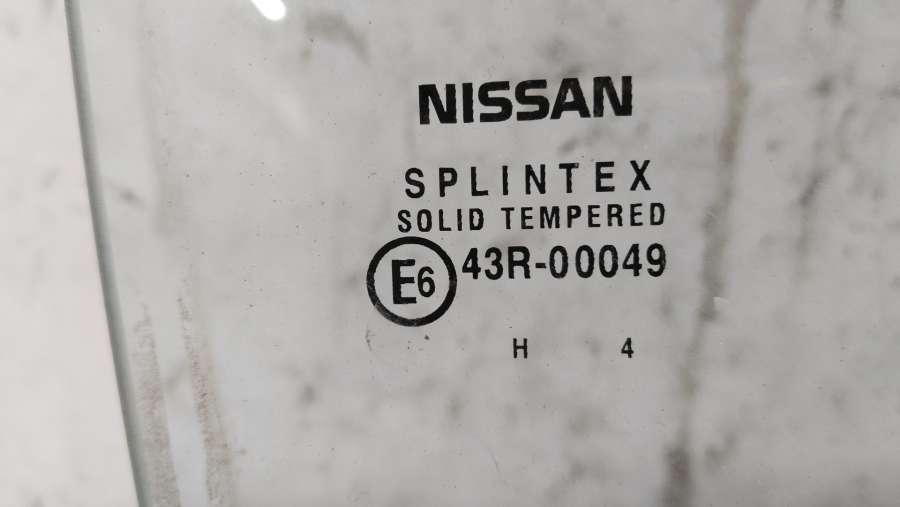 NISSAN
SPLINTEX
SOLID TEMPERED
E6 43R-00049
H 4